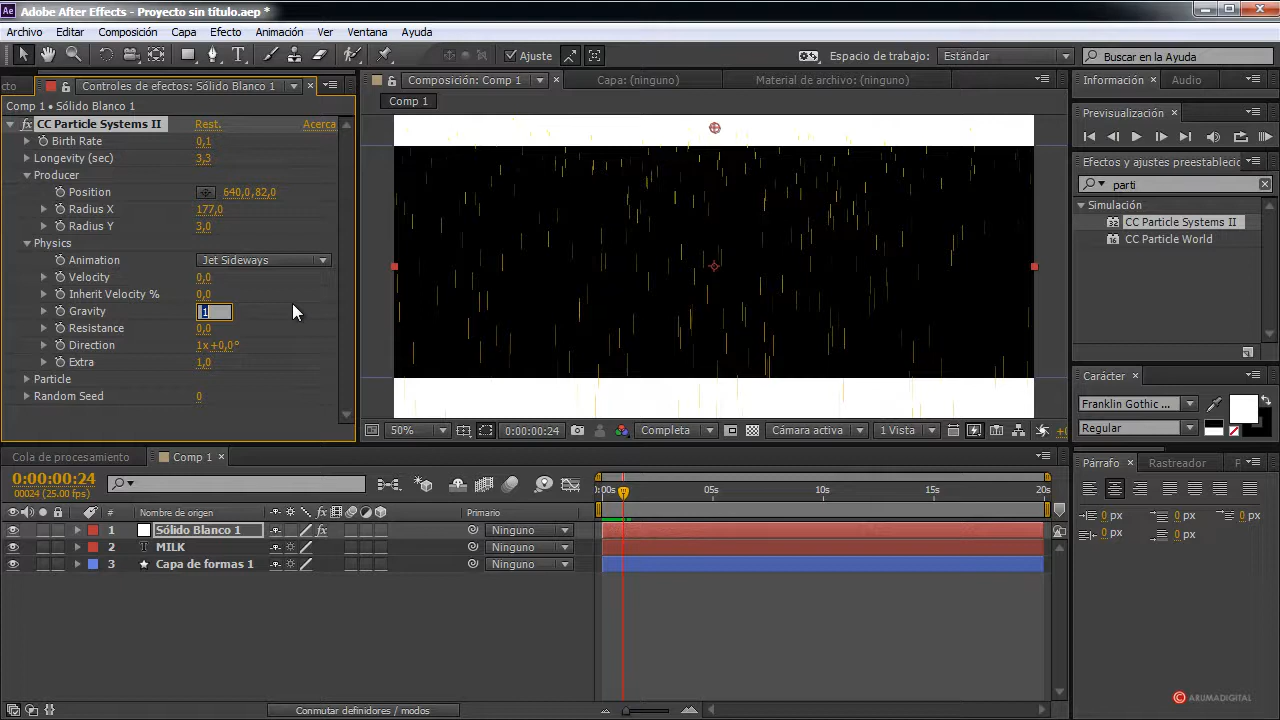 Adobe After Effects - Proyecto sin título.aep *
Archivo Editar Composición Capa Efecto Animación Ver Ventana Ayuda
Ajuste Espacio de trabajo: Estándar Buscar en la Ayuda
cto Controles de efectos: Sólido Blanco 1 Composición: Comp 1 Capa: (ninguno) Material de archivo: (ninguno) Información Audio
Comp 1 • Sólido Blanco 1 Comp 1
Previsualización
CC Particle Systems II Rest. Acerca
Birth Rate 0,1
Longevity (sec) 3,3
Efectos y ajustes preestablecio
Producer
parti
Position 640,0,82,0
Simulación
Radius X 177,0
CC Particle Systems II
Radius Y 3,0
CC Particle World
Physics
Animation Jet Sideways
Velocity 0,0
Inherit Velocity % 0,0
Gravity 1
Resistance 0,0
Direction 1x+0,0°
Extra 1,0
Particle
Random Seed 0
Carácter
Franklin Gothic ...
Regular
50% 0:00:00:24 Completa Cámara activa 1 Vista
Cola de procesamiento Comp 1
Párrafo Rastreador
0:00:00:24
00024 (25.00 fps)
:00s 05s 10s 15s 20s
# Nombre de origen Primario
0 px 0 px 0 px
0 px 0 px
1 Sólido Blanco 1 fx Ninguno
2 T MILK Ninguno
3 Capa de formas 1 Ninguno
Conmutar definidores / modos
© ARUMADIGITAL